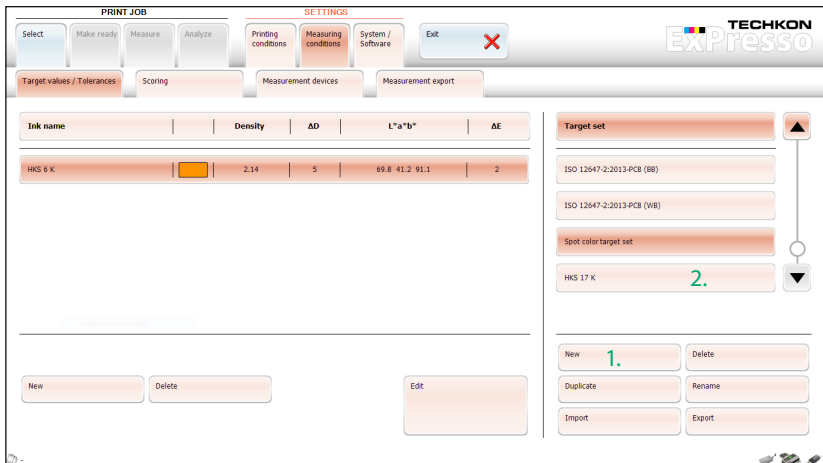 PRINT JOB
SETTINGS
Select
Make ready
Measure
Analyze
Printing
conditions
Measuring
conditions
System /
Software
Exit
TECHKON
ExPresso
Target values / Tolerances
Scoring
Measurement devices
Measurement export
Ink name Density ΔD L*a*b* ΔE
HKS 6 K 2.14 5 69.8 41.2 91.1 2
Target set
ISO 12647-2:2013-PC8 (BB)
ISO 12647-2:2013-PC8 (WB)
Spot color target set
HKS 17 K 2.
New 1. Delete
Duplicate Rename
Import Export
New Delete Edit